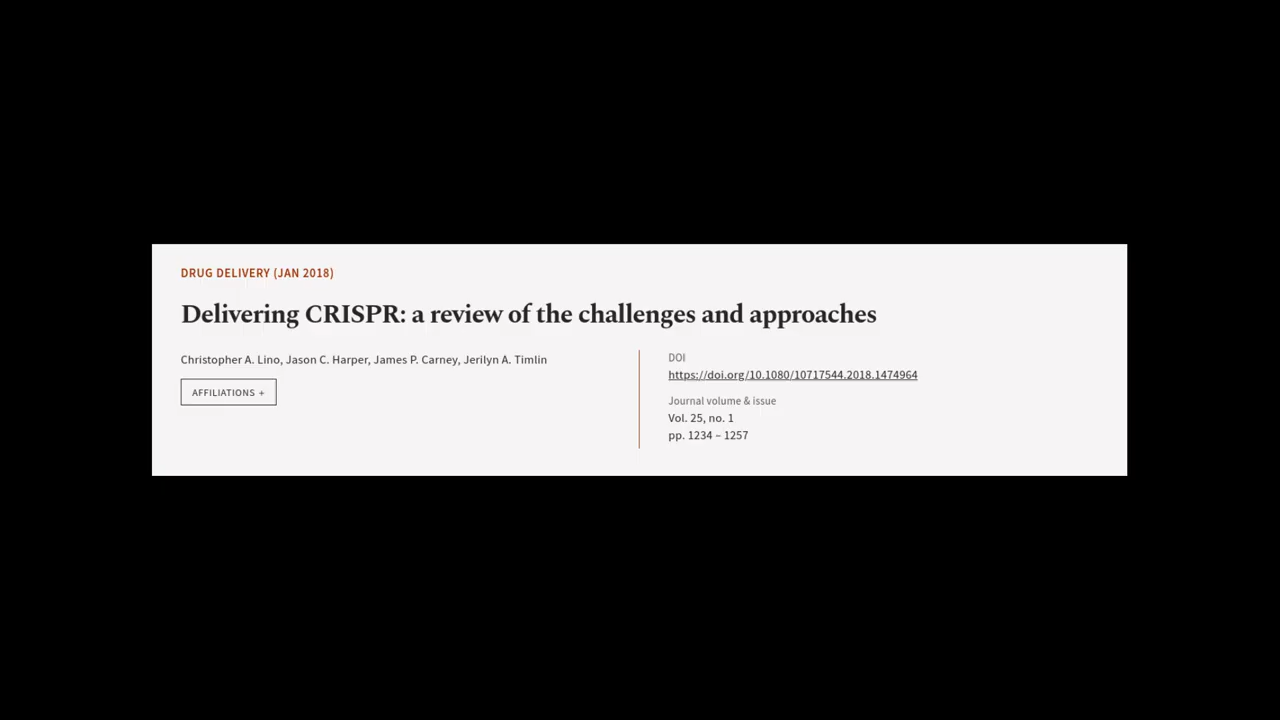 DRUG DELIVERY (JAN 2018)
Delivering CRISPR: a review of the challenges and approaches
Christopher A. Lino, Jason C. Harper, James P. Carney, Jerilyn A. Timlin
AFFILIATIONS +
DOI
https://doi.org/10.1080/10717544.2018.1474964
Journal volume & issue
Vol. 25, no. 1
pp. 1234 – 1257